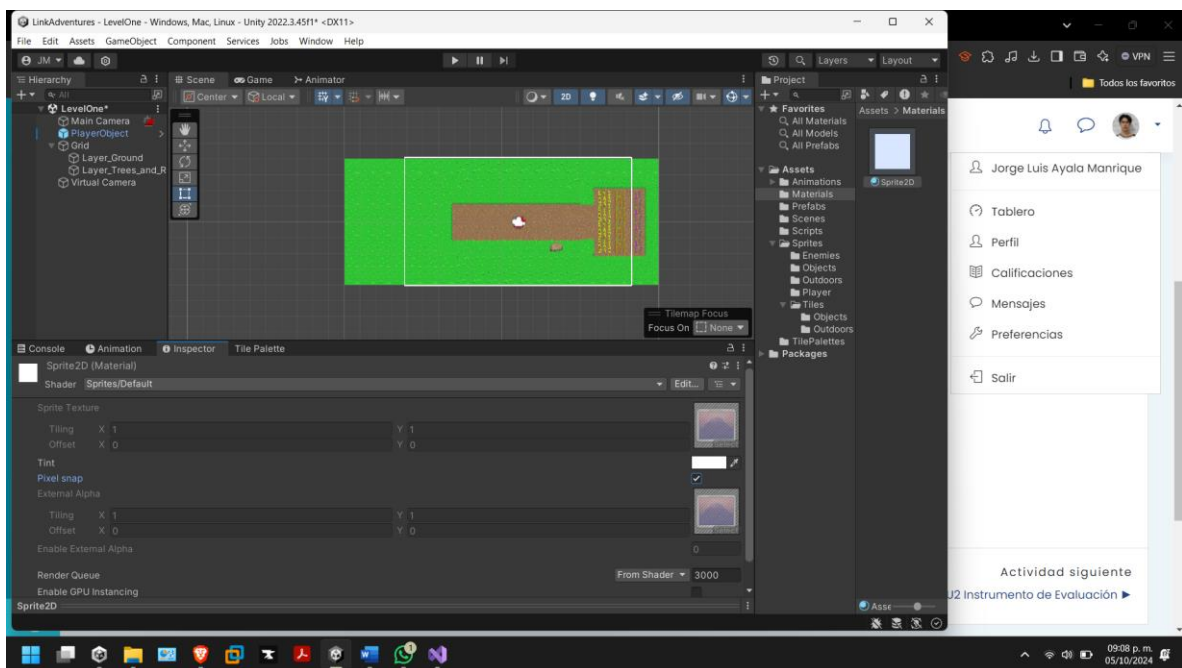 LinkAdventures - LevelOne - Windows, Mac, Linux - Unity 2022.3.45f1* <DX11>
File Edit Assets GameObject Component Services Jobs Window Help
JM
Layers
Layout
Hierarchy
All
LevelOne*
Main Camera
PlayerObject
Grid
Layer_Ground
Layer_Trees_and_R
Virtual Camera
Scene
Game
Animator
Center
Local
2D
Tilemap Focus
Focus On
None
Project
Favorites
All Materials
All Models
All Prefabs
Assets
Animations
Materials
Prefabs
Scenes
Scripts
Sprites
Enemies
Objects
Outdoors
Player
Tiles
Objects
Outdoors
TilePalettes
Packages
Assets > Materials
Sprite2D
Asse
Console
Animation
Inspector
Tile Palette
Sprite2D (Material)
Shader Sprites/Default
Edit...
Sprite Texture
Tiling X 1 Y 1
Offset X 0 Y 0
Tint
Pixel snap
External Alpha
Tiling X 1 Y 1
Offset X 0 Y 0
Enable External Alpha 0
Render Queue From Shader 3000
Enable GPU Instancing
Sprite2D
VPN
Todos los favoritos
Jorge Luis Ayala Manrique
Tablero
Perfil
Calificaciones
Mensajes
Preferencias
Salir
Actividad siguiente
U2 Instrumento de Evaluación ►
09:08 p. m.
05/10/2024